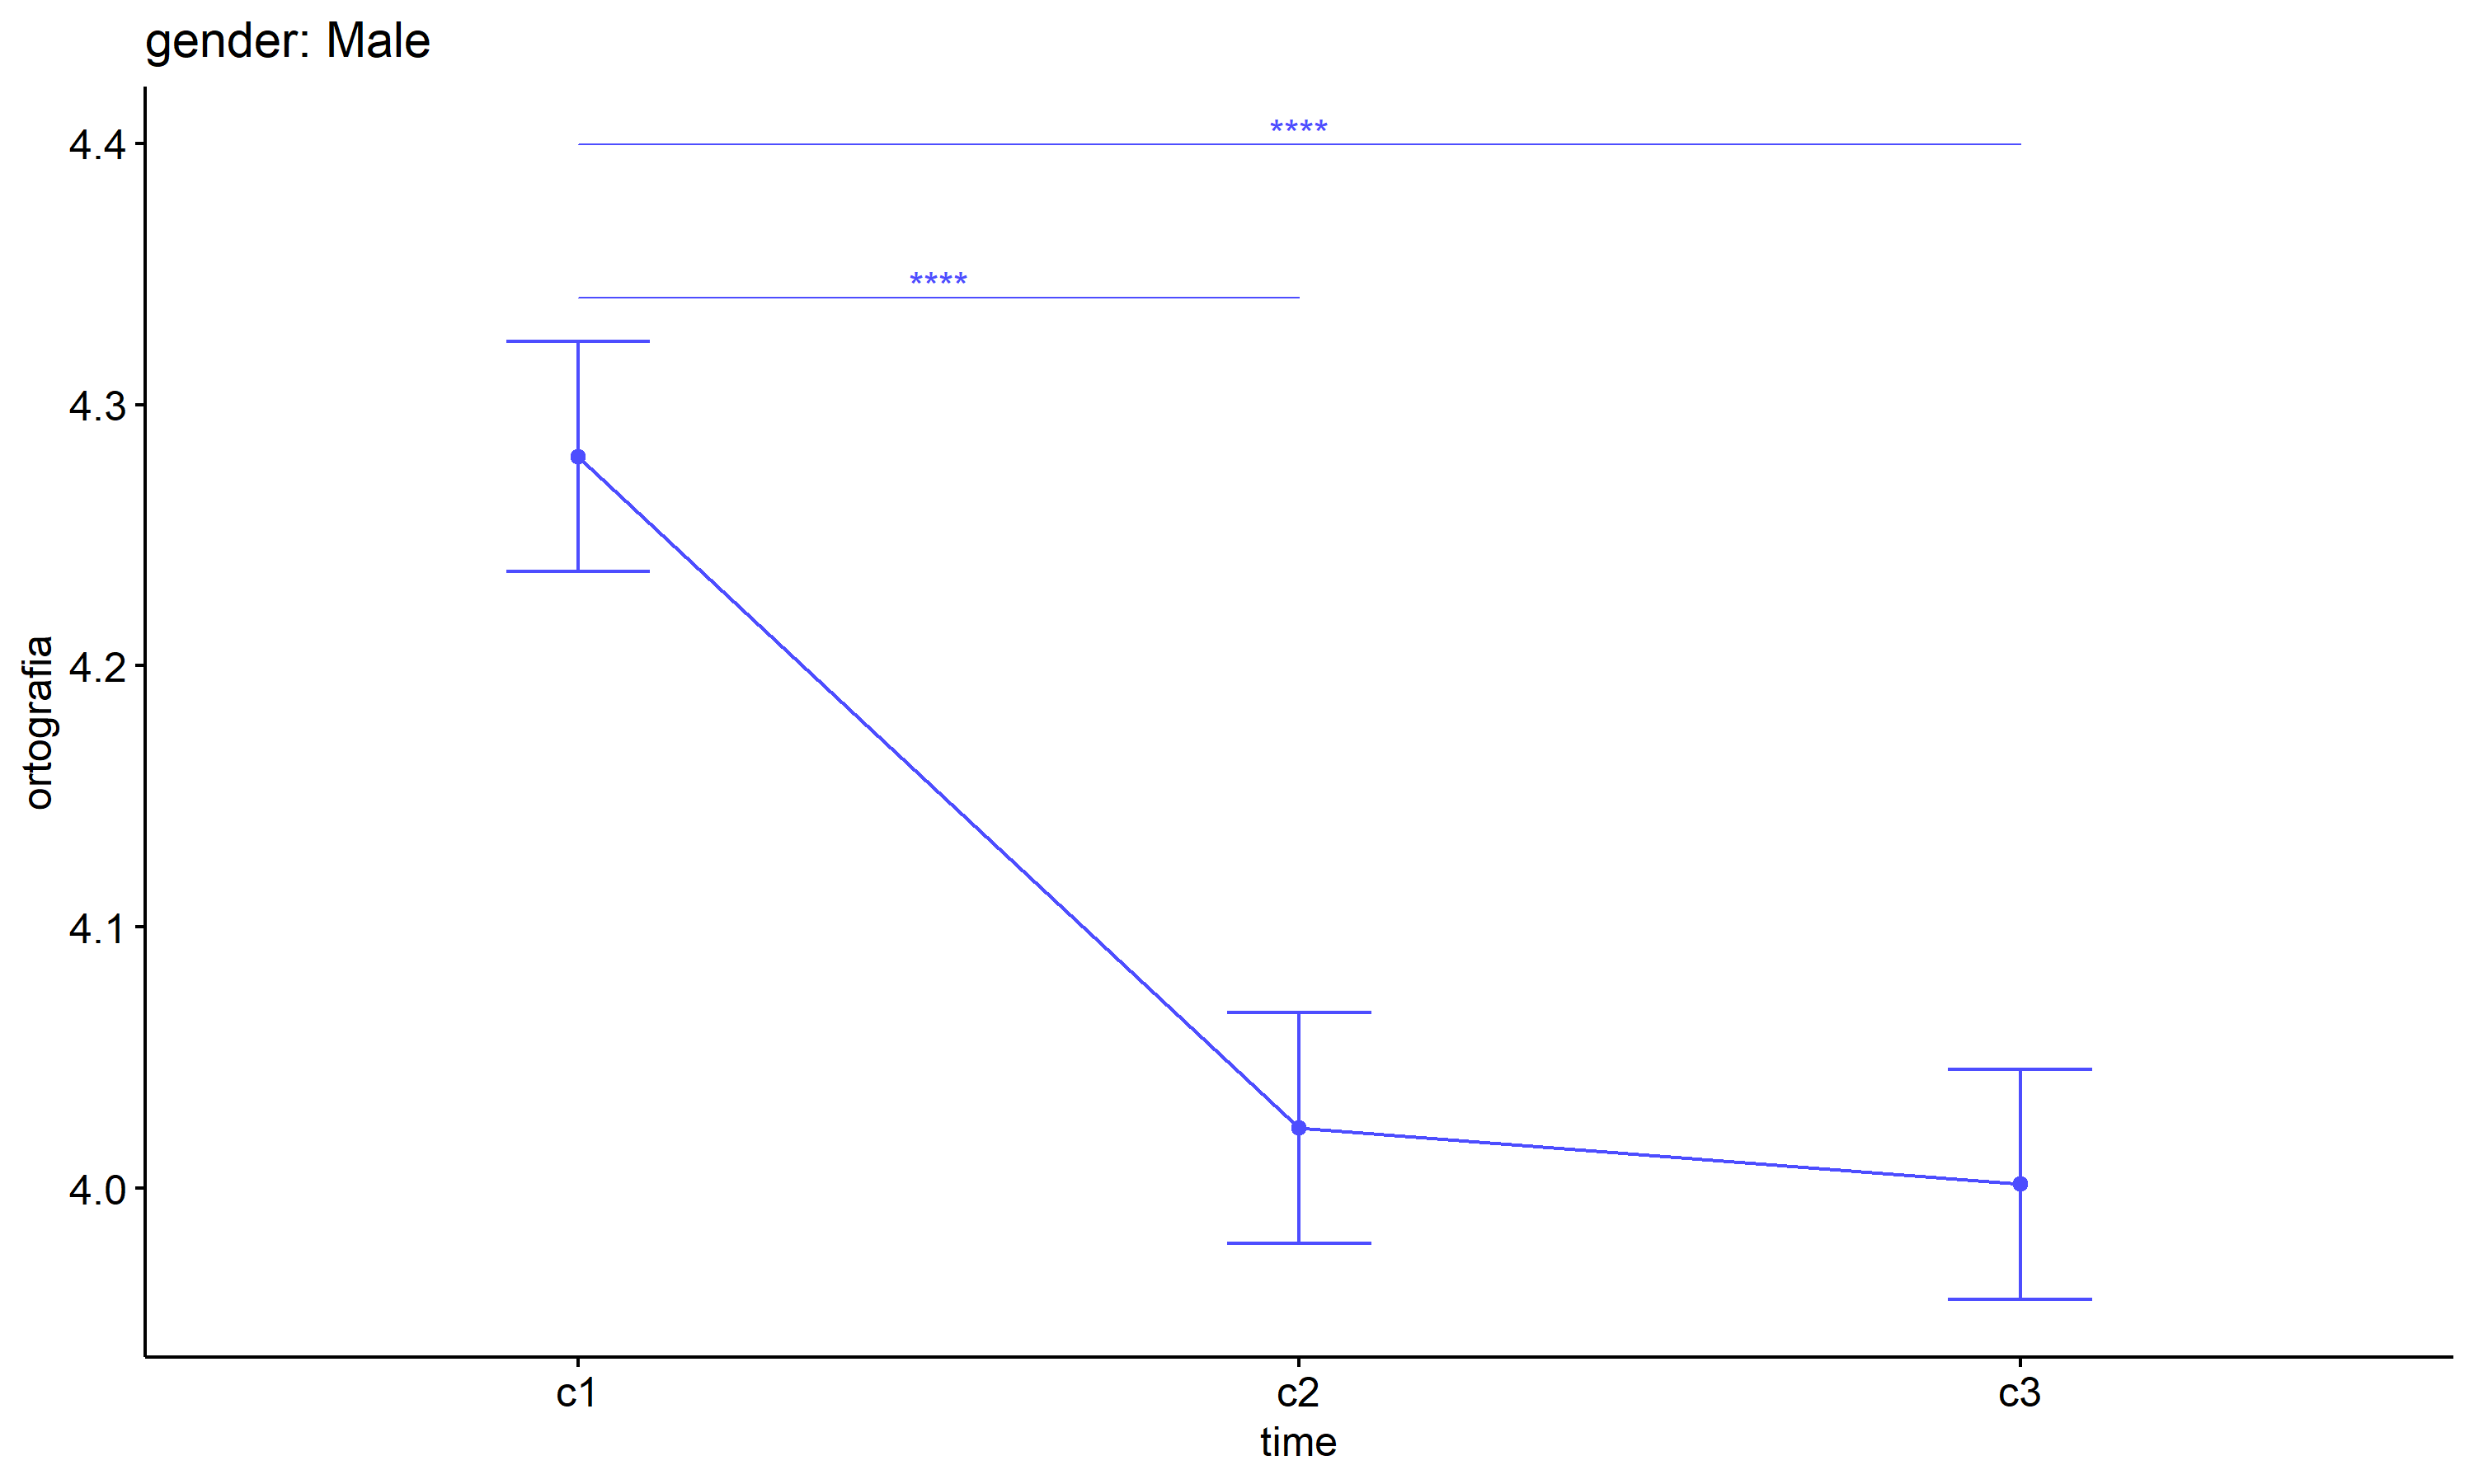 gender: Male
****
****
4.4
4.3
4.2
4.1
4.0
ortografia
c1
c2
c3
time